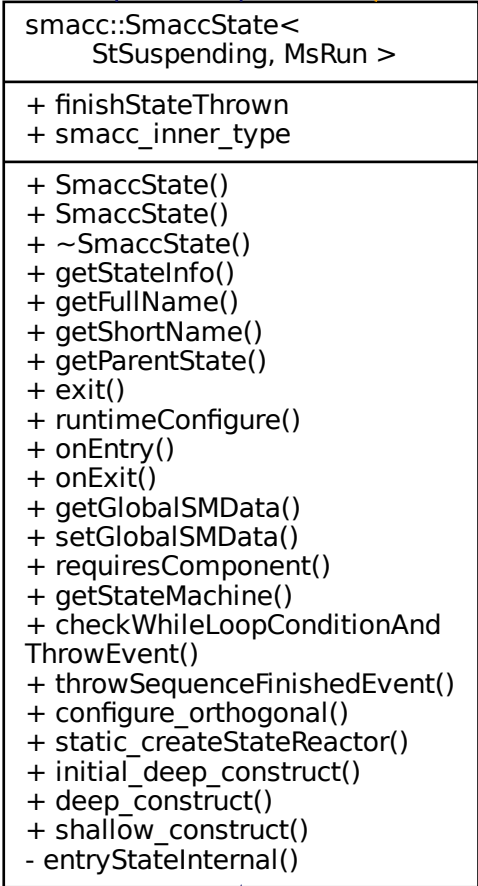 smacc::SmaccState<
StSuspending, MsRun >
+ finishStateThrown
+ smacc_inner_type
+ SmaccState()
+ SmaccState()
+ ~SmaccState()
+ getStateInfo()
+ getFullName()
+ getShortName()
+ getParentState()
+ exit()
+ runtimeConfigure()
+ onEntry()
+ onExit()
+ getGlobalSMData()
+ setGlobalSMData()
+ requiresComponent()
+ getStateMachine()
+ checkWhileLoopConditionAnd
ThrowEvent()
+ throwSequenceFinishedEvent()
+ configure_orthogonal()
+ static_createStateReactor()
+ initial_deep_construct()
+ deep_construct()
+ shallow_construct()
- entryStateInternal()